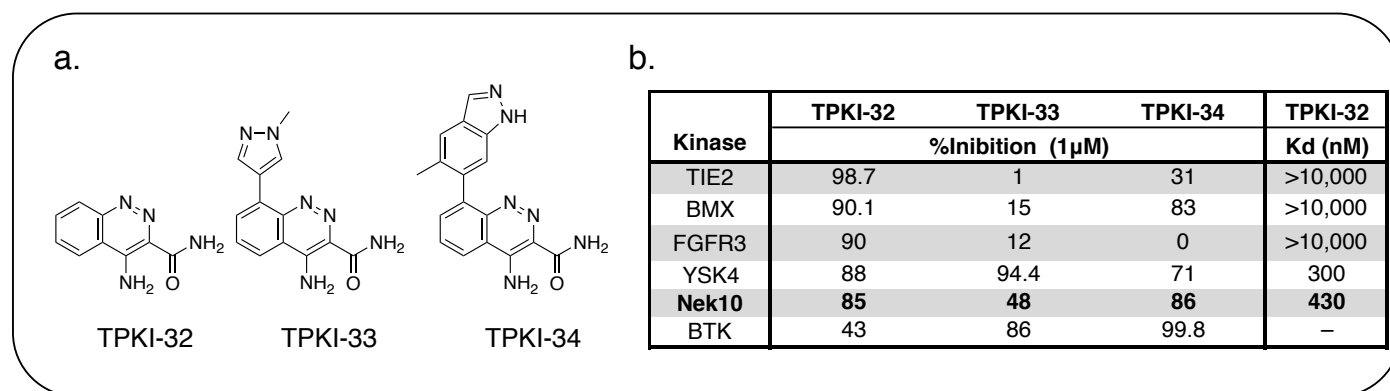 a.
N
N
N
N
NH2
NH2
O
TPKI-32
N
N
N
N
NH2
NH2
O
TPKI-33
N
NH
N
N
NH2
NH2
O
TPKI-34
b.
Kinase TPKI-32 TPKI-33 TPKI-34 TPKI-32
%Inibition (1µM) Kd (nM)
TIE2 98.7 1 31 >10,000
BMX 90.1 15 83 >10,000
FGFR3 90 12 0 >10,000
YSK4 88 94.4 71 300
Nek10 85 48 86 430
BTK 43 86 99.8 –